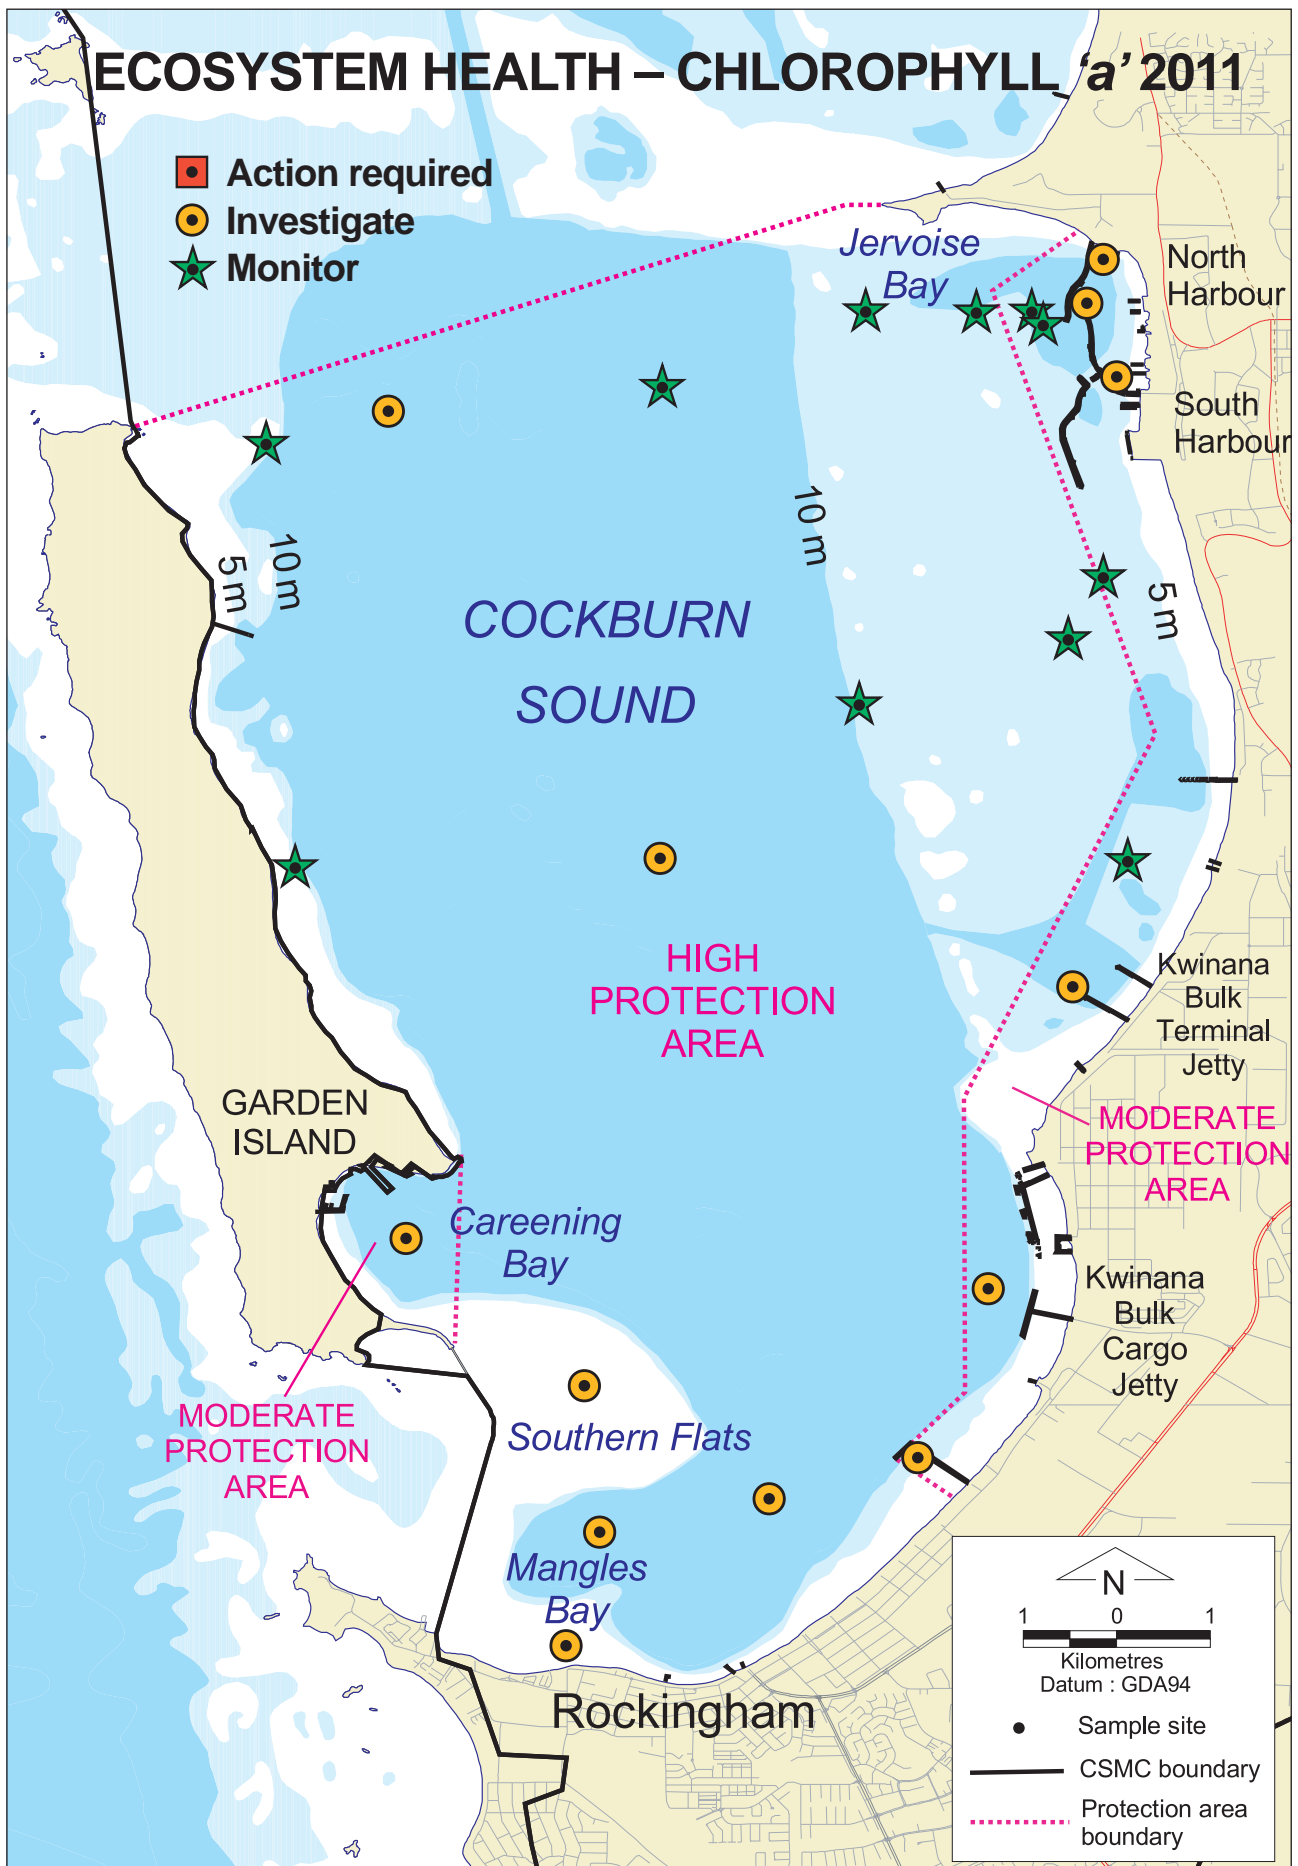 ECOSYSTEM HEALTH – CHLOROPHYLL 'a' 2011
Action required
Investigate
Monitor
Jervoise
Bay
North
Harbour
South
Harbour
10 m
5 m
10 m
5 m
COCKBURN
SOUND
HIGH
PROTECTION
AREA
Kwinana
Bulk
Terminal
Jetty
GARDEN
ISLAND
MODERATE
PROTECTION
AREA
Careening
Bay
Kwinana
Bulk
Cargo
Jetty
MODERATE
PROTECTION
AREA
Southern Flats
Mangles
Bay
Rockingham
N
1 0 1
Kilometres
Datum : GDA94
Sample site
CSMC boundary
Protection area
boundary